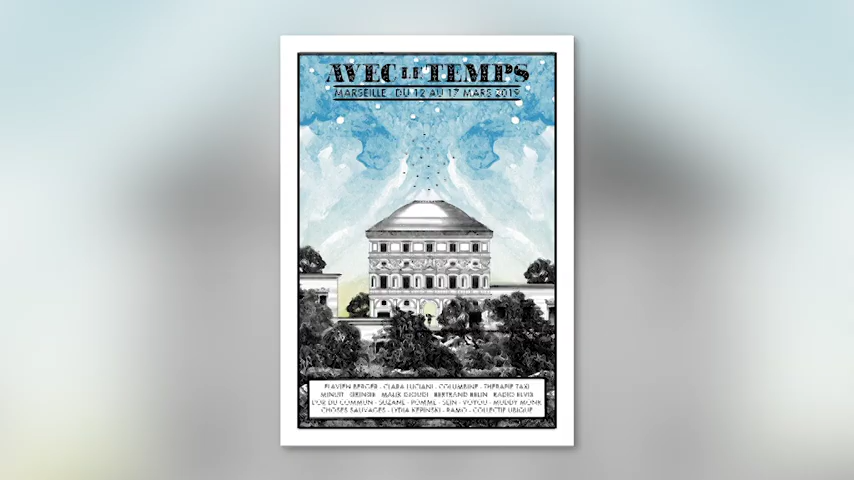 AVEC LE TEMPS
MARSEILLE - DU 12 AU 17 MARS 2019
FLAVIEN BERGER - CLARA LUCIANI - COLUMBINE - THERAPIE TAXI
MINUIT - GRINGE - MALIK DJOUDI - BERTRAND BELIN - RADIO ELVIS
L'OR DU COMMUN - SUZANE - POMME - SEIN - VOYOU - MUDDY MONK
CHOSES SAUVAGES - LYDIA KEPINSKI - RAMO - COLLECTIF UBIQUE